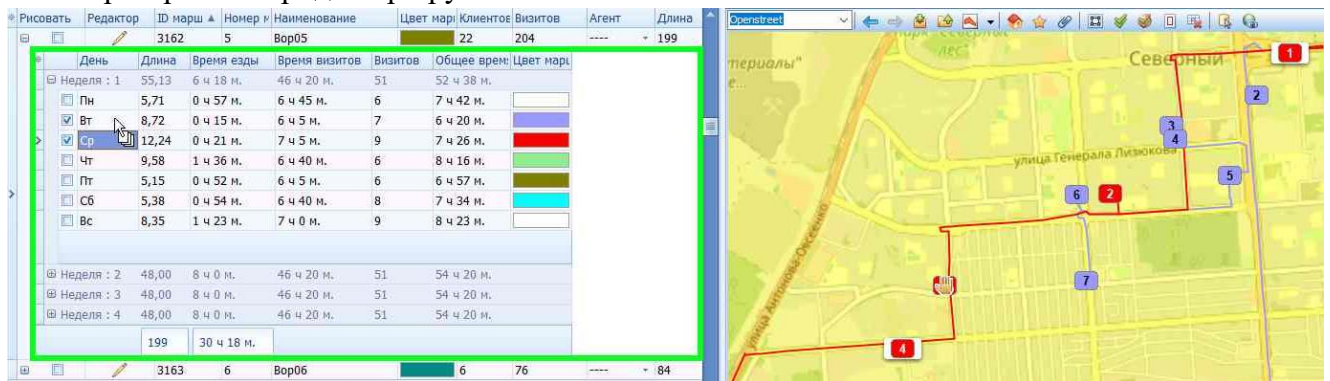 Рисовать Редактор ID марш Номер м Наименование Цвет марі Клиентов Визитов Агент Длина
3162 5 Вор05 22 204 ---- 199
День Длина Время езды Время визитов Визитов Общее врем Цвет марш
Неделя : 1 55,13 6 ч 18 м. 46 ч 20 м. 51 52 ч 38 м.
Пн 5,71 0 ч 57 м. 6 ч 45 м. 6 7 ч 42 м.
Вт 8,72 0 ч 15 м. 6 ч 5 м. 7 6 ч 20 м.
Ср 12,24 0 ч 21 м. 7 ч 5 м. 9 7 ч 26 м.
Чт 9,58 1 ч 36 м. 6 ч 40 м. 6 8 ч 16 м.
Пт 5,15 0 ч 52 м. 6 ч 5 м. 6 6 ч 57 м.
Сб 5,38 0 ч 54 м. 6 ч 40 м. 8 7 ч 34 м.
Вс 8,35 1 ч 23 м. 7 ч 0 м. 9 8 ч 23 м.
Неделя : 2 48,00 8 ч 0 м. 46 ч 20 м. 51 54 ч 20 м.
Неделя : 3 48,00 8 ч 0 м. 46 ч 20 м. 51 54 ч 20 м.
Неделя : 4 48,00 8 ч 0 м. 46 ч 20 м. 51 54 ч 20 м.
199 30 ч 18 м.
3163 6 Вор06 6 76 ---- 84
Openstreet
лес"
териалы"
Северный
1
2
3
4
улица Генерала Лизюкова
5
6
2
7
улица Антонова-Овсеенко
4